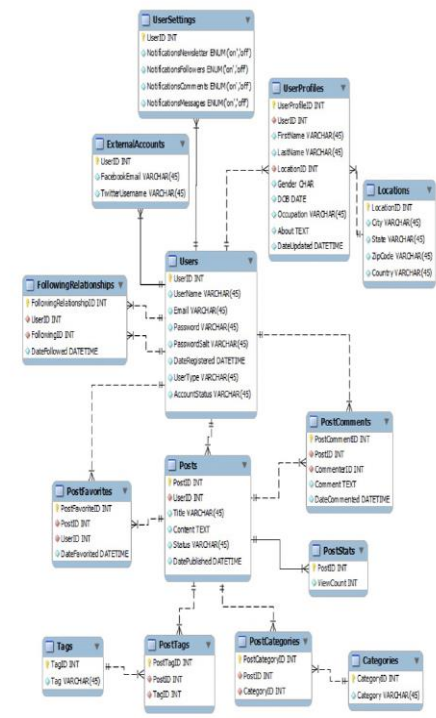 UserSettings
UserID INT
NotificationsNewsletter ENUM('on','off')
NotificationsFollowers ENUM('on','off')
NotificationsComments ENUM('on','off')
NotificationsMessages ENUM('on','off')
UserProfiles
UserProfileID INT
UserID INT
FirstName VARCHAR(45)
LastName VARCHAR(45)
LocationID INT
Gender CHAR
DOB DATE
Occupation VARCHAR(45)
About TEXT
DateUpdated DATETIME
ExternalAccounts
UserID INT
FacebookEmail VARCHAR(45)
TwitterUsername VARCHAR(45)
Locations
LocationID INT
City VARCHAR(45)
State VARCHAR(45)
ZipCode VARCHAR(45)
Country VARCHAR(45)
Users
UserID INT
UserName VARCHAR(45)
Email VARCHAR(45)
Password VARCHAR(45)
PasswordSalt VARCHAR(45)
DateRegistered DATETIME
UserType VARCHAR(45)
AccountStatus VARCHAR(45)
FollowingRelationships
FollowingRelationshipID INT
UserID INT
FollowingID INT
DateFollowed DATETIME
PostComments
PostCommentID INT
PostID INT
CommenterID INT
Comment TEXT
DateCommented DATETIME
Posts
PostID INT
UserID INT
Title VARCHAR(45)
Content TEXT
Status VARCHAR(45)
DatePublished DATETIME
PostFavorites
PostFavoriteID INT
PostID INT
UserID INT
DateFavorited DATETIME
PostStats
PostID INT
ViewCount INT
Tags
TagID INT
Tag VARCHAR(45)
PostTags
PostTagID INT
PostID INT
TagID INT
PostCategories
PostCategoryID INT
PostID INT
CategoryID INT
Categories
CategoryID INT
Category VARCHAR(45)